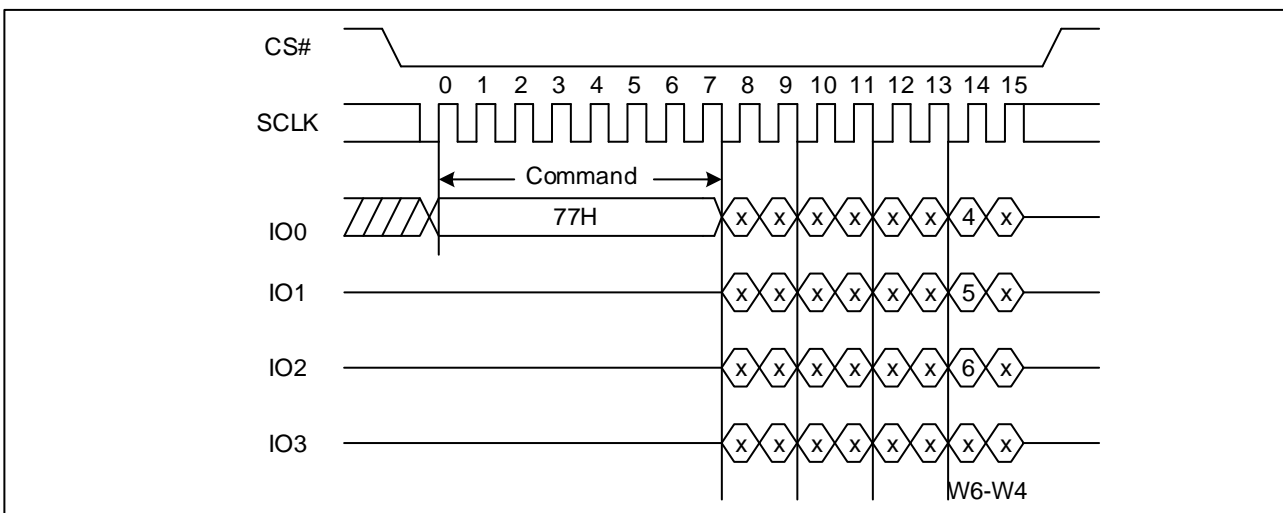 CS#
0 1 2 3 4 5 6 7 8 9 10 11 12 13 14 15
SCLK
Command
IO0 77H x x x x x x 4 x
IO1 x x x x x x 5 x
IO2 x x x x x x 6 x
IO3 x x x x x x x x
W6-W4